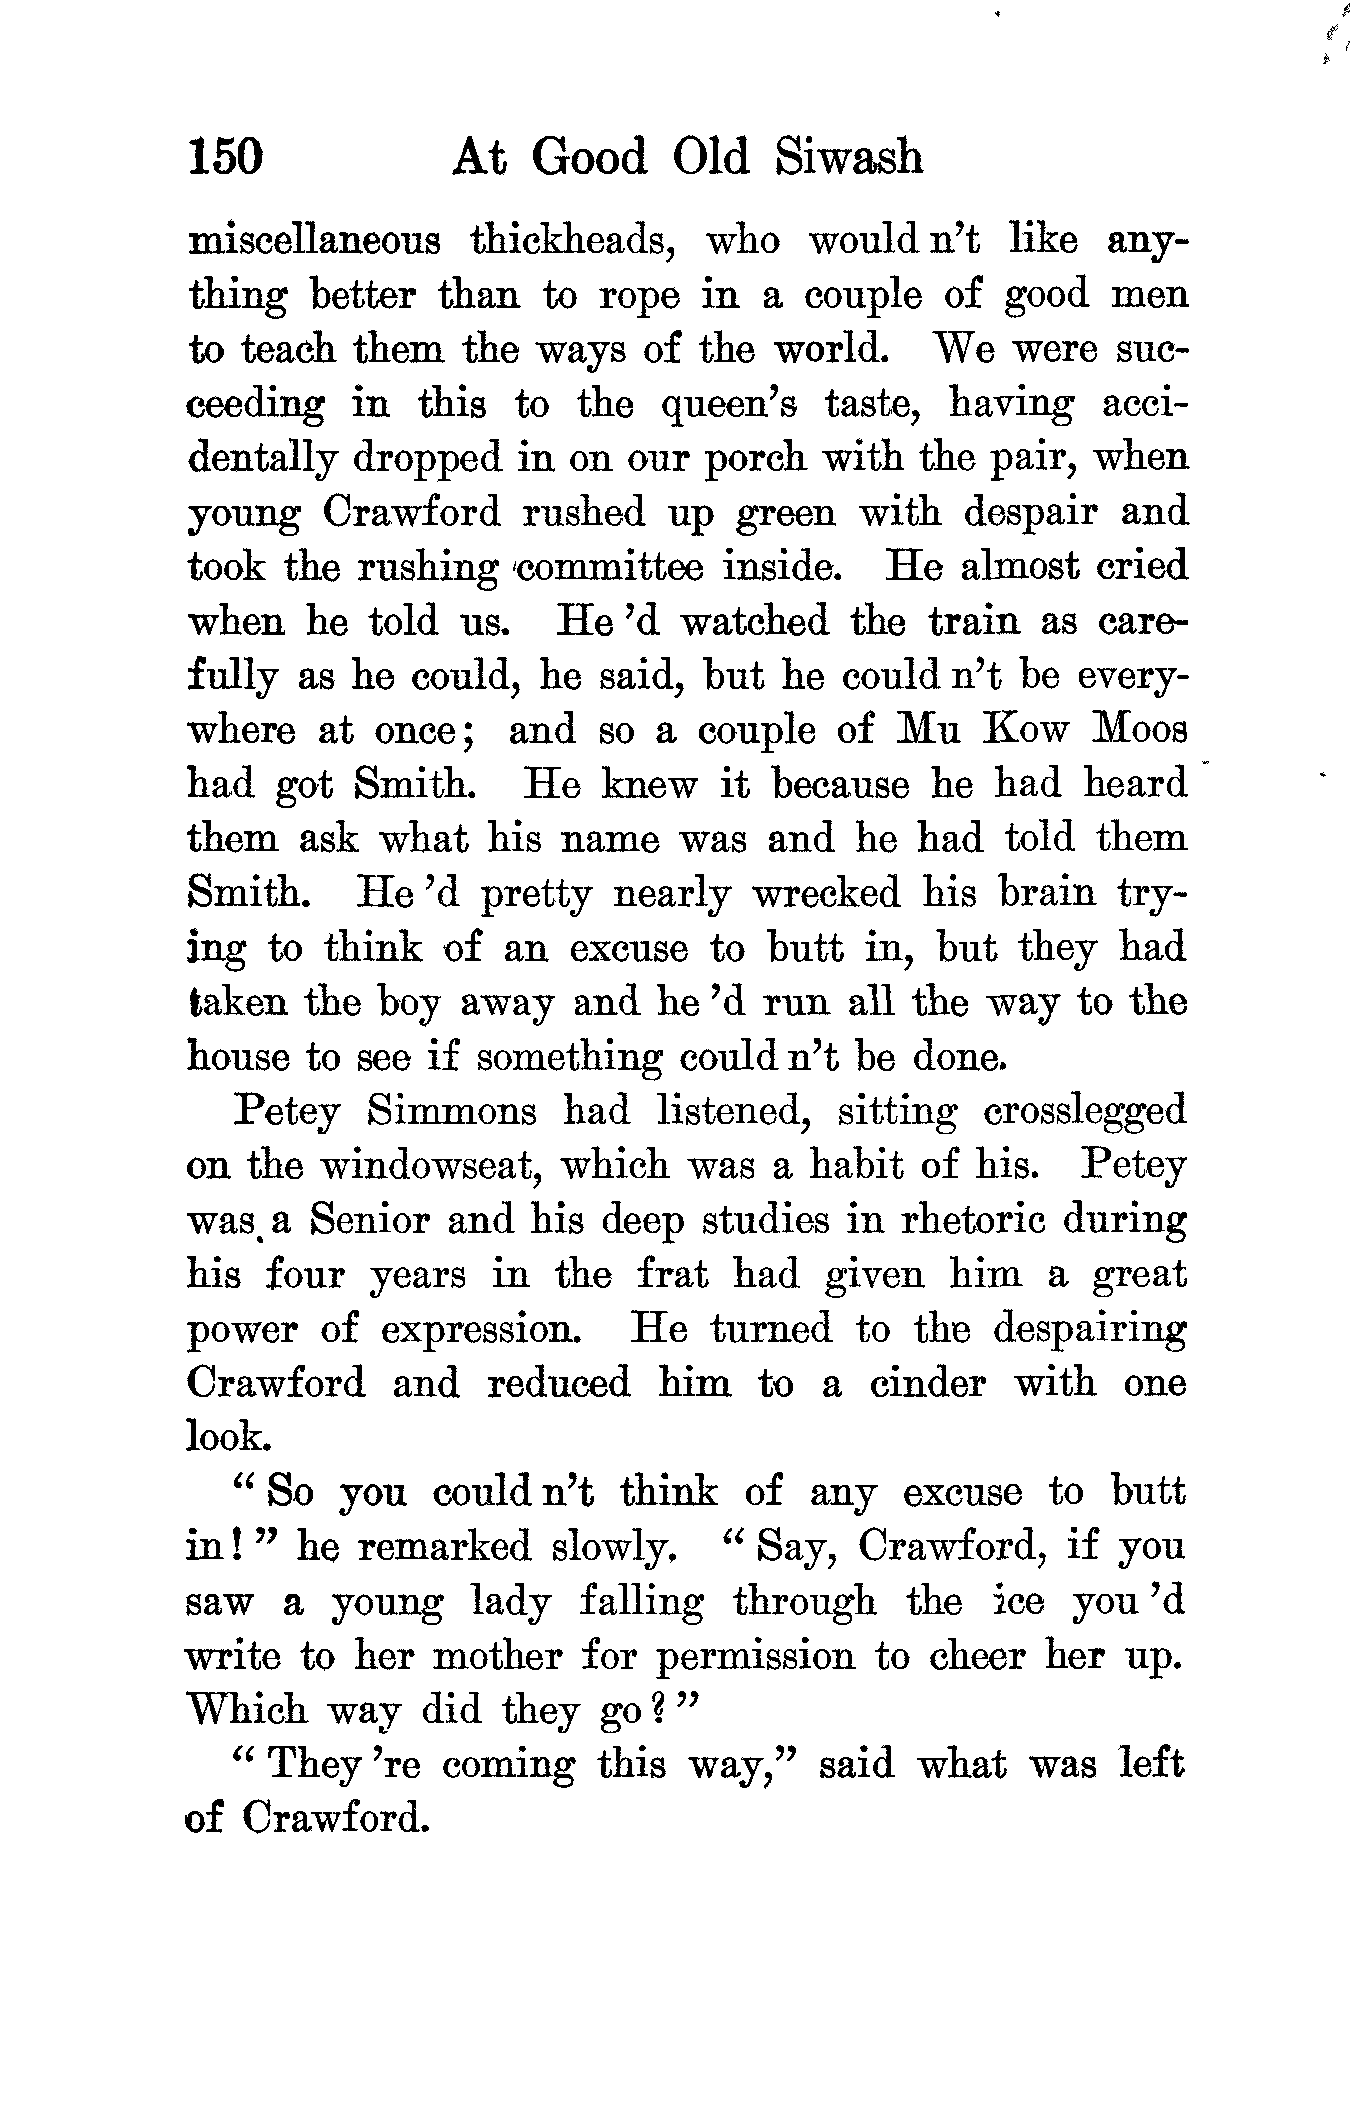 150 At Good Old Siwash
miscellaneous thickheads, who would n't like any-
thing better than to rope in a couple of good men
to teach them the ways of the world. We were suc-
ceeding in this to the queen's taste, having acci-
dentally dropped in on our porch with the pair, when
young Crawford rushed up green with despair and
took the rushing committee inside. He almost cried
when he told us. He 'd watched the train as care-
fully as he could, he said, but he could n't be every-
where at once; and so a couple of Mu Kow Moos
had got Smith. He knew it because he had heard
them ask what his name was and he had told them
Smith. He 'd pretty nearly wrecked his brain try-
ing to think of an excuse to butt in, but they had
taken the boy away and he 'd run all the way to the
house to see if something could n't be done.
Petey Simmons had listened, sitting crosslegged
on the windowseat, which was a habit of his. Petey
was a Senior and his deep studies in rhetoric during
his four years in the frat had given him a great
power of expression. He turned to the despairing
Crawford and reduced him to a cinder with one
look.
“ So you could n't think of any excuse to butt
in! ” he remarked slowly. “ Say, Crawford, if you
saw a young lady falling through the ice you 'd
write to her mother for permission to cheer her up.
Which way did they go? ”
“ They 're coming this way,” said what was left
of Crawford.